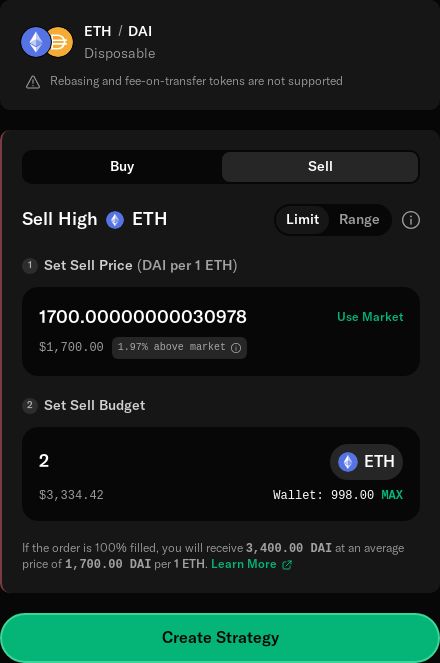 ETH / DAI
Disposable
Rebasing and fee-on-transfer tokens are not supported
Buy
Sell
Sell High ETH
Limit
Range
1 Set Sell Price (DAI per 1 ETH)
1700.00000000030978
Use Market
$1,700.00
1.97% above market
2 Set Sell Budget
2
ETH
$3,334.42
Wallet: 998.00 MAX
If the order is 100% filled, you will receive 3,400.00 DAI at an average
price of 1,700.00 DAI per 1 ETH. Learn More
Create Strategy